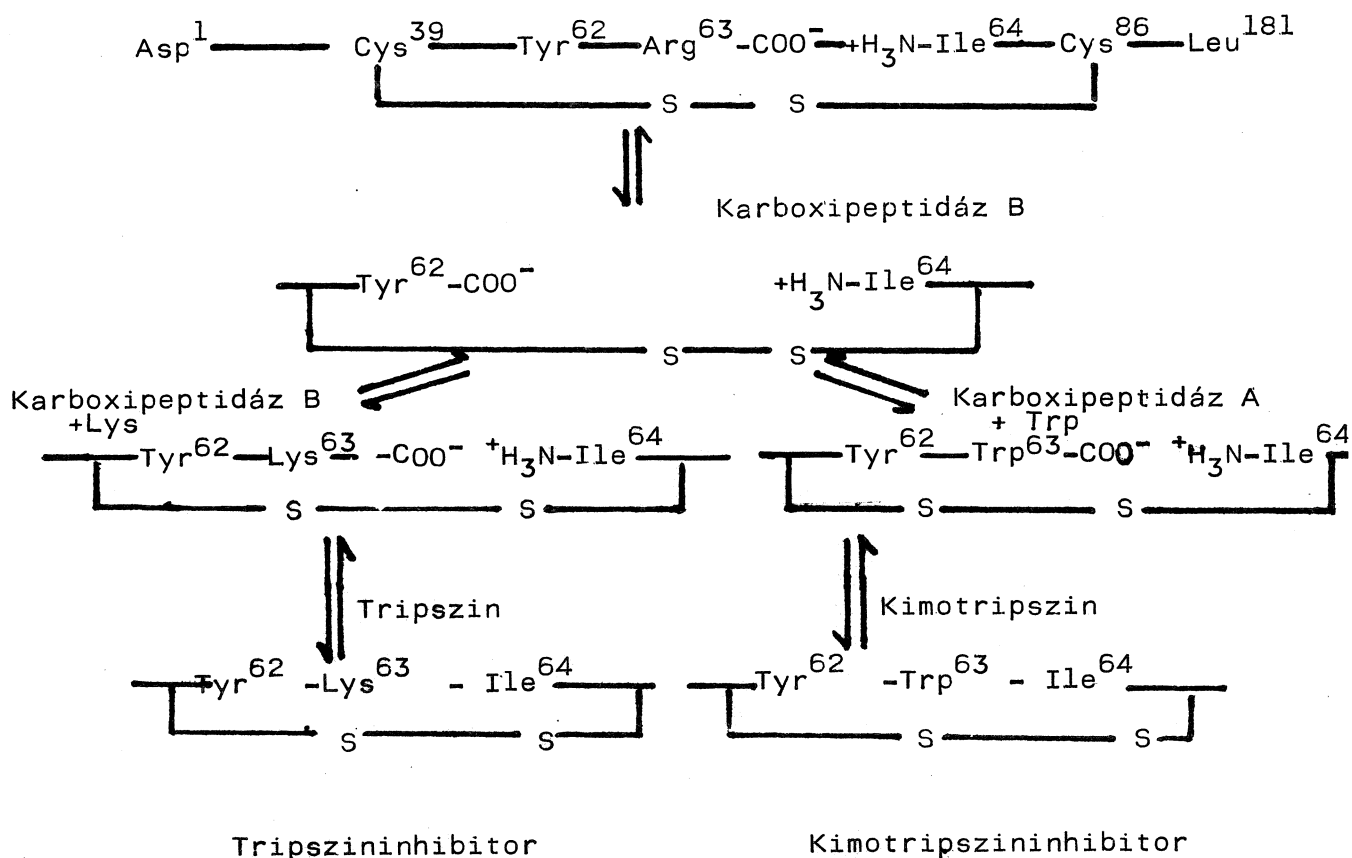 Asp¹ Cys³⁹ Tyr⁶² Arg⁶³-COO⁻ +H₃N-Ile⁶⁴ Cys⁸⁶ Leu¹⁸¹
S S
Karboxipeptidáz B
Tyr⁶²-COO⁻ +H₃N-Ile⁶⁴
S S
Karboxipeptidáz B
+Lys
Karboxipeptidáz A
+ Trp
Tyr⁶² Lys⁶³ -COO⁻ ⁺H₃N-Ile⁶⁴
S S
Tyr⁶² Trp⁶³-COO⁻ ⁺H₃N-Ile⁶⁴
S S
Tripszin
Kimotripszin
Tyr⁶² -Lys⁶³ - Ile⁶⁴
S S
Tyr⁶² -Trp⁶³ - Ile⁶⁴
S S
Tripszininhibitor
Kimotripszininhibitor